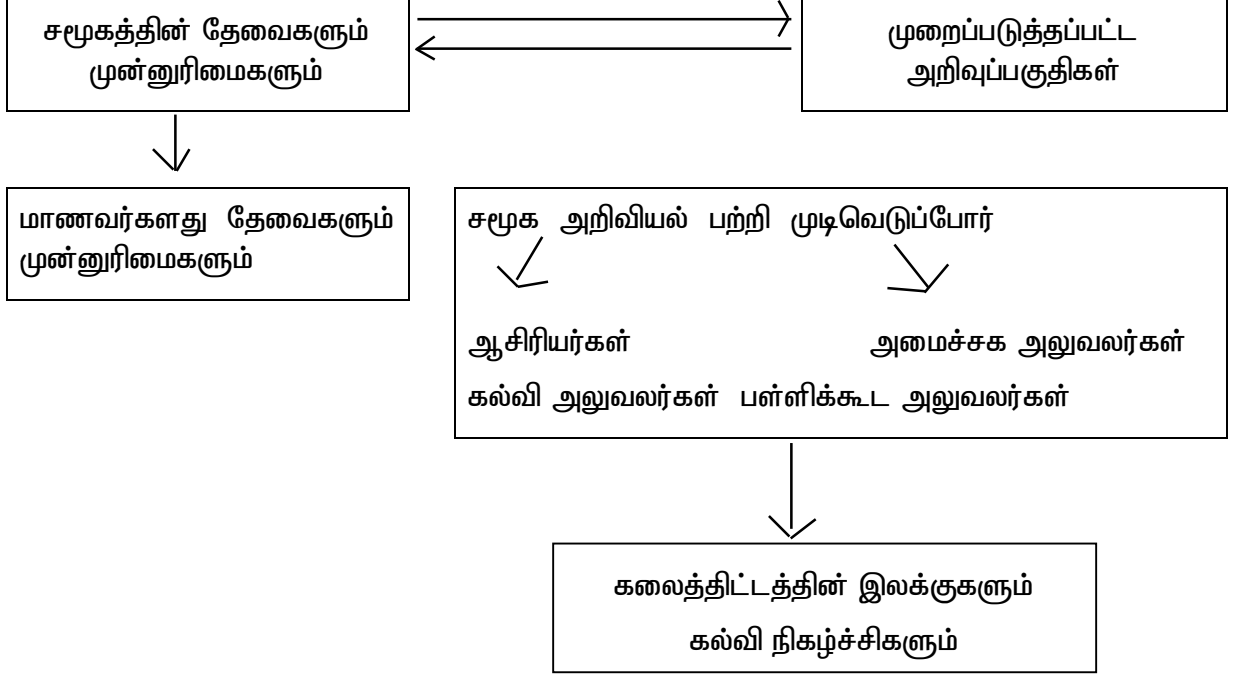 சமூகத்தின் தேவைகளும்
முன்னுரிமைகளும்
முறைப்படுத்தப்பட்ட
அறிவுப்பகுதிகள்
மாணவர்களது தேவைகளும்
முன்னுரிமைகளும்
சமூக அறிவியல் பற்றி முடிவெடுப்போர்
ஆசிரியர்கள் அமைச்சக அலுவலர்கள்
கல்வி அலுவலர்கள் பள்ளிக்கூட அலுவலர்கள்
கலைத்திட்டத்தின் இலக்குகளும்
கல்வி நிகழ்ச்சிகளும்